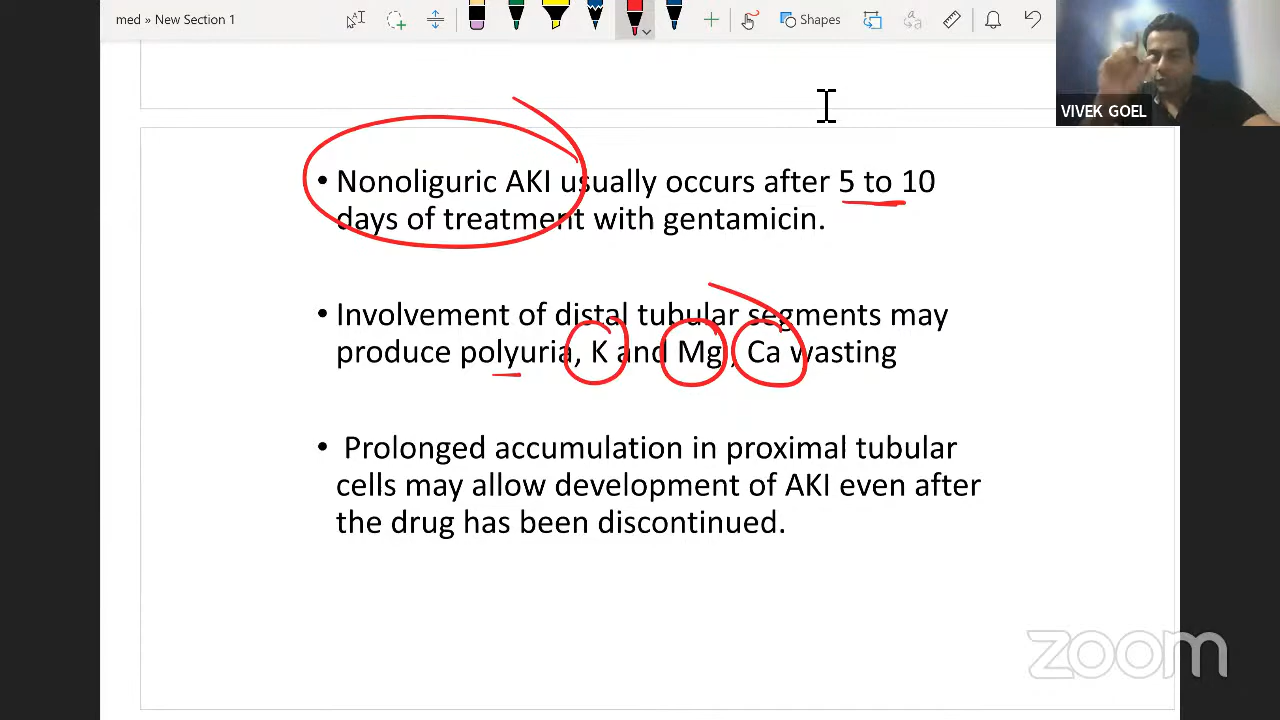 med » New Section 1
Shapes
VIVEK GOEL
• Nonoliguric AKI usually occurs after 5 to 10
days of treatment with gentamicin.
• Involvement of distal tubular segments may
produce polyuria, K and Mg , Ca wasting
• Prolonged accumulation in proximal tubular
cells may allow development of AKI even after
the drug has been discontinued.
zoom